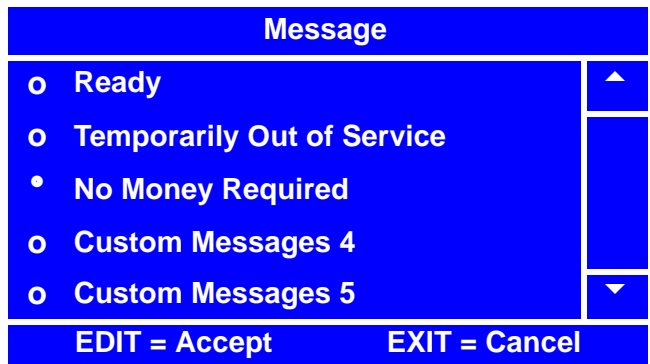 Message
o Ready
o Temporarily Out of Service
° No Money Required
o Custom Messages 4
o Custom Messages 5
EDIT = Accept EXIT = Cancel